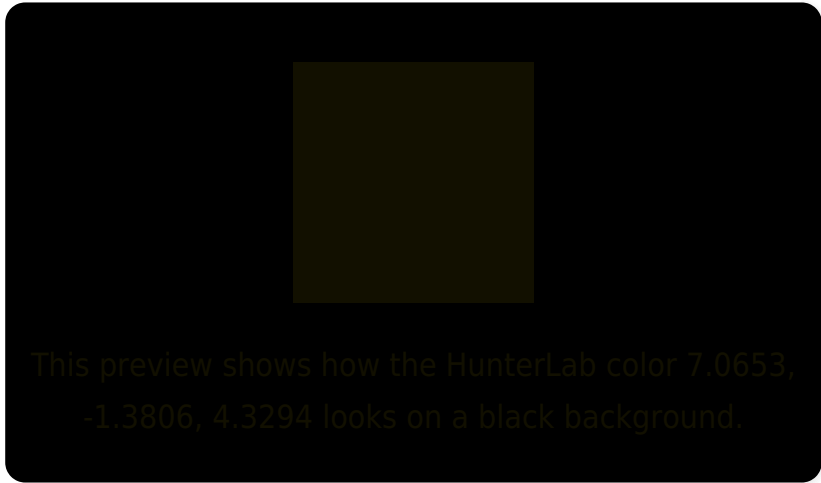 This preview shows how the HunterLab color 7.0653,
-1.3806, 4.3294 looks on a black background.